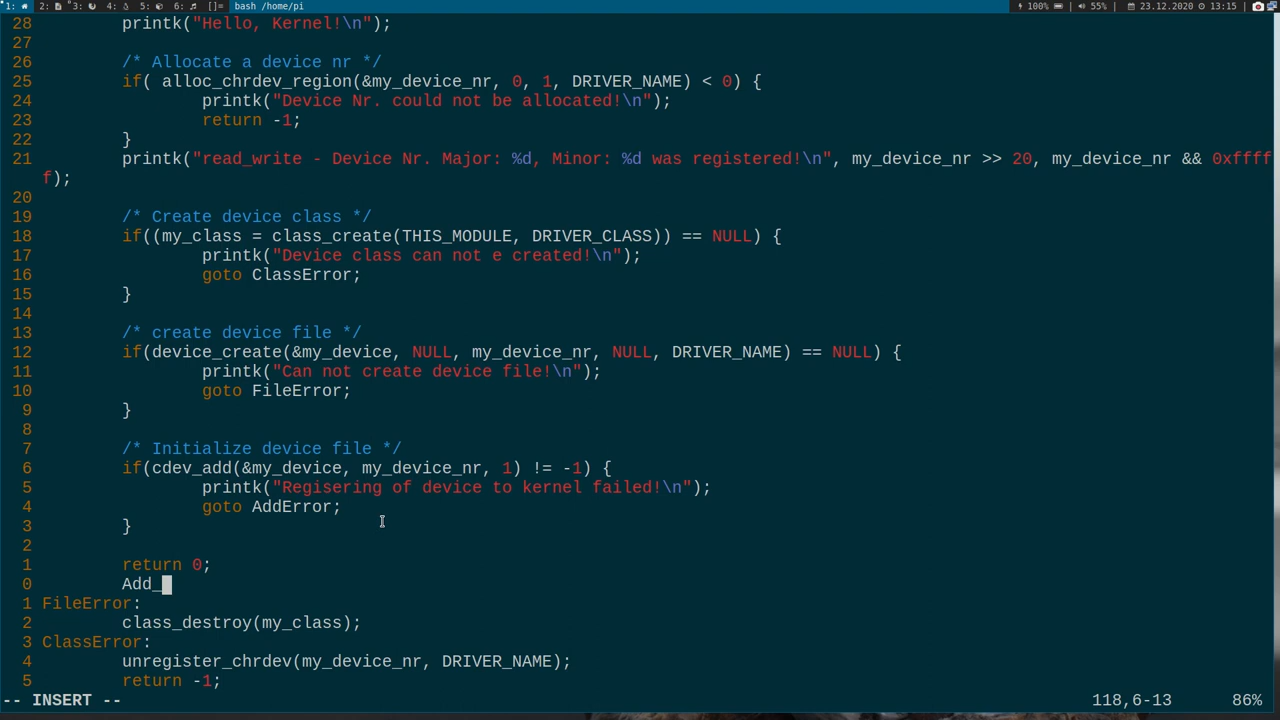 1: 2: 3: 4: 5: 6: []= bash /home/pi 100% 55% 23.12.2020 13:15
28 printk("Hello, Kernel!\n");
27
26 /* Allocate a device nr */
25 if( alloc_chrdev_region(&my_device_nr, 0, 1, DRIVER_NAME) < 0) {
24 printk("Device Nr. could not be allocated!\n");
23 return -1;
22 }
21 printk("read_write - Device Nr. Major: %d, Minor: %d was registered!\n", my_device_nr >> 20, my_device_nr && 0xffff
f);
20
19 /* Create device class */
18 if((my_class = class_create(THIS_MODULE, DRIVER_CLASS)) == NULL) {
17 printk("Device class can not e created!\n");
16 goto ClassError;
15 }
14
13 /* create device file */
12 if(device_create(&my_device, NULL, my_device_nr, NULL, DRIVER_NAME) == NULL) {
11 printk("Can not create device file!\n");
10 goto FileError;
9 }
8
7 /* Initialize device file */
6 if(cdev_add(&my_device, my_device_nr, 1) != -1) {
5 printk("Regisering of device to kernel failed!\n");
4 goto AddError;
3 }
2
1 return 0;
0 Add_
1 FileError:
2 class_destroy(my_class);
3 ClassError:
4 unregister_chrdev(my_device_nr, DRIVER_NAME);
5 return -1;
-- INSERT -- 118,6-13 86%